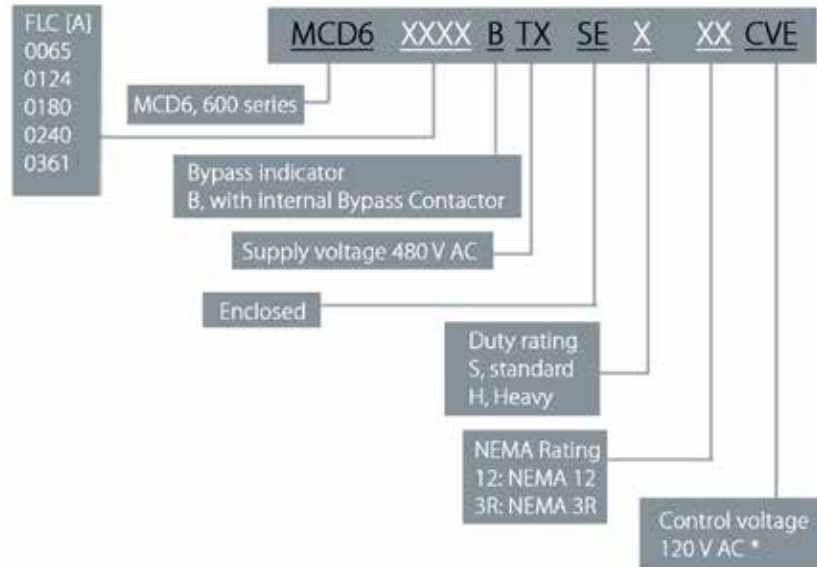 FLC [A]
0065
0124
0180
0240
0361
MCD6 XXXX B TX SE X XX CVE
MCD6, 600 series
Bypass indicator
B, with internal Bypass Contactor
Supply voltage 480 V AC
Enclosed
Duty rating
S, standard
H, Heavy
NEMA Rating
12: NEMA 12
3R: NEMA 3R
Control voltage
120 V AC *